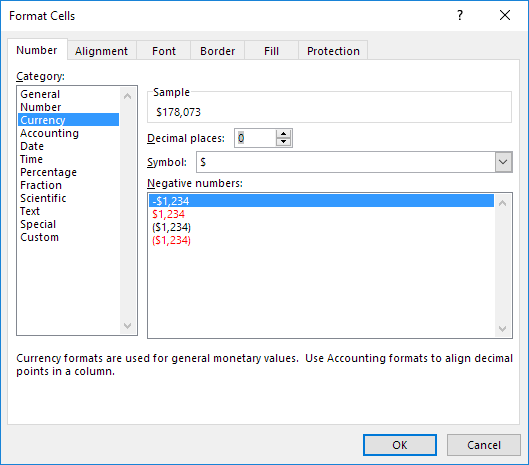 Format Cells
?
Number Alignment Font Border Fill Protection
Category:
General
Number
Currency
Accounting
Date
Time
Percentage
Fraction
Scientific
Text
Special
Custom
Sample
$178,073
Decimal places: 0
Symbol: $
Negative numbers:
-$1,234
$1,234
($1,234)
($1,234)
Currency formats are used for general monetary values.  Use Accounting formats to align decimal
points in a column.
OK Cancel